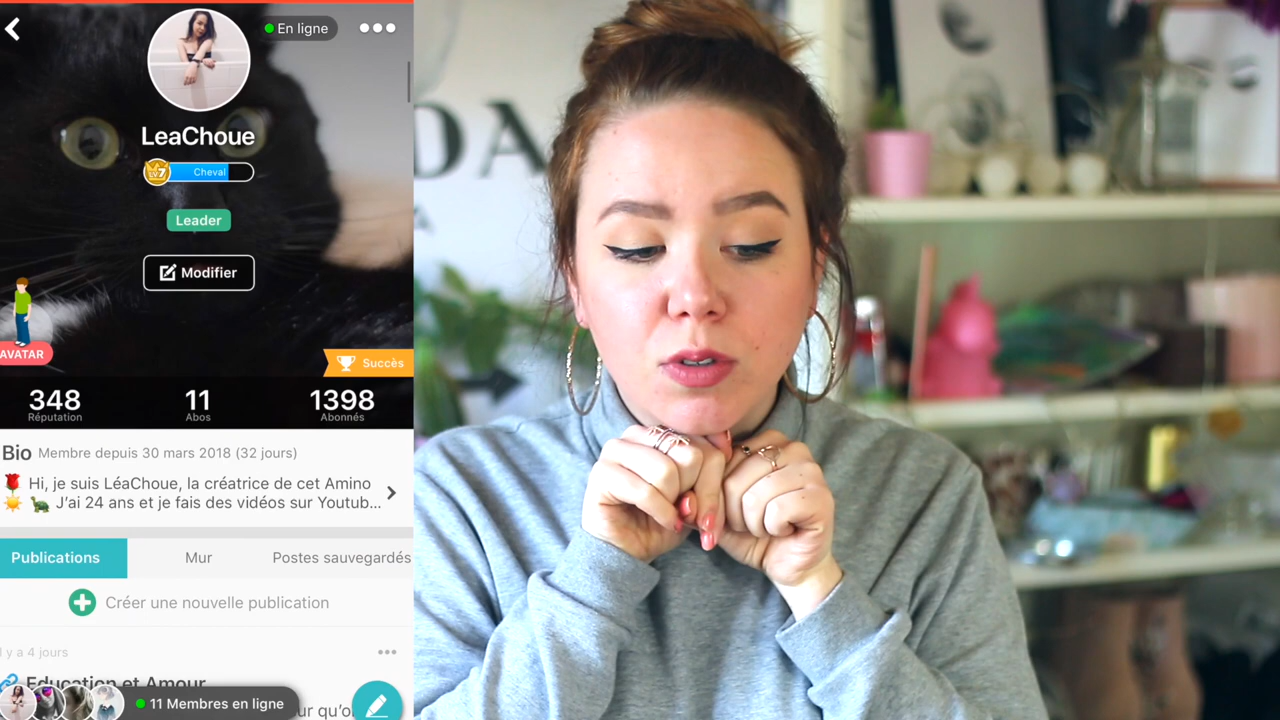 En ligne
LeaChoue
LV7
Cheval
Leader
Modifier
AVATAR
Succès
348
Réputation
11
Abos
1398
Abonnés
Bio Membre depuis 30 mars 2018 (32 jours)
Hi, je suis LéaChoue, la créatrice de cet Amino
J’ai 24 ans et je fais des vidéos sur Youtub...
Publications
Mur
Postes sauvegardés
Créer une nouvelle publication
l y a 4 jours
Education et Amour
11 Membres en ligne
DA
A